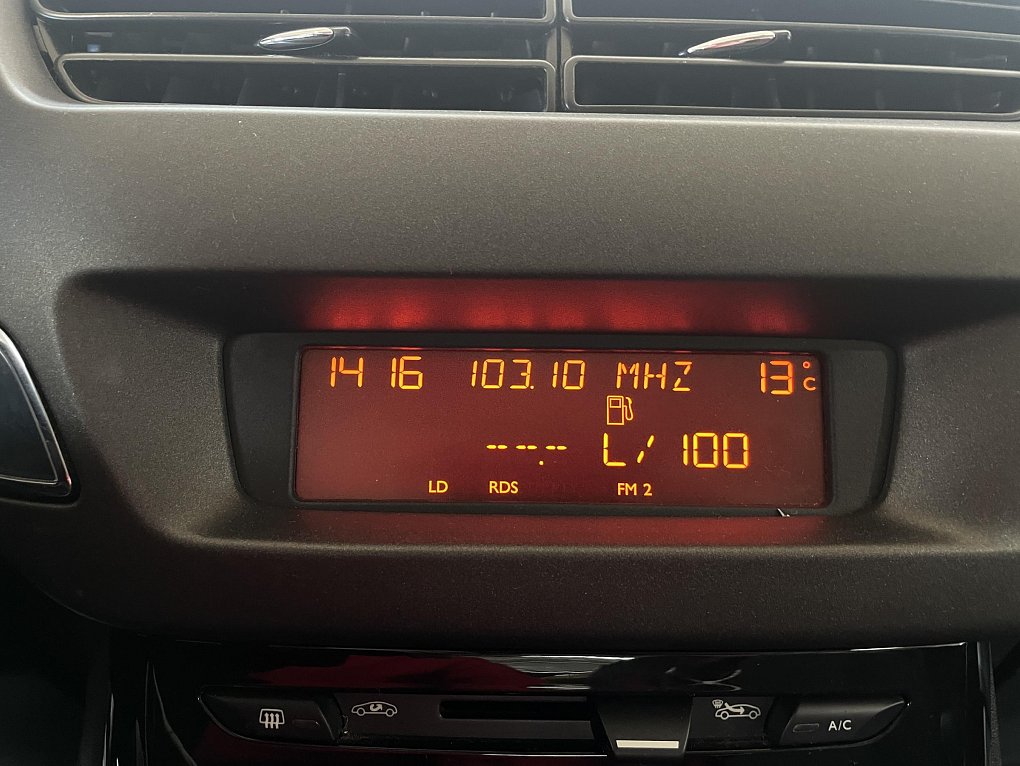 14 16 103.10 MHZ 13°C
--.-- L/100
LD RDS FM 2
A/C